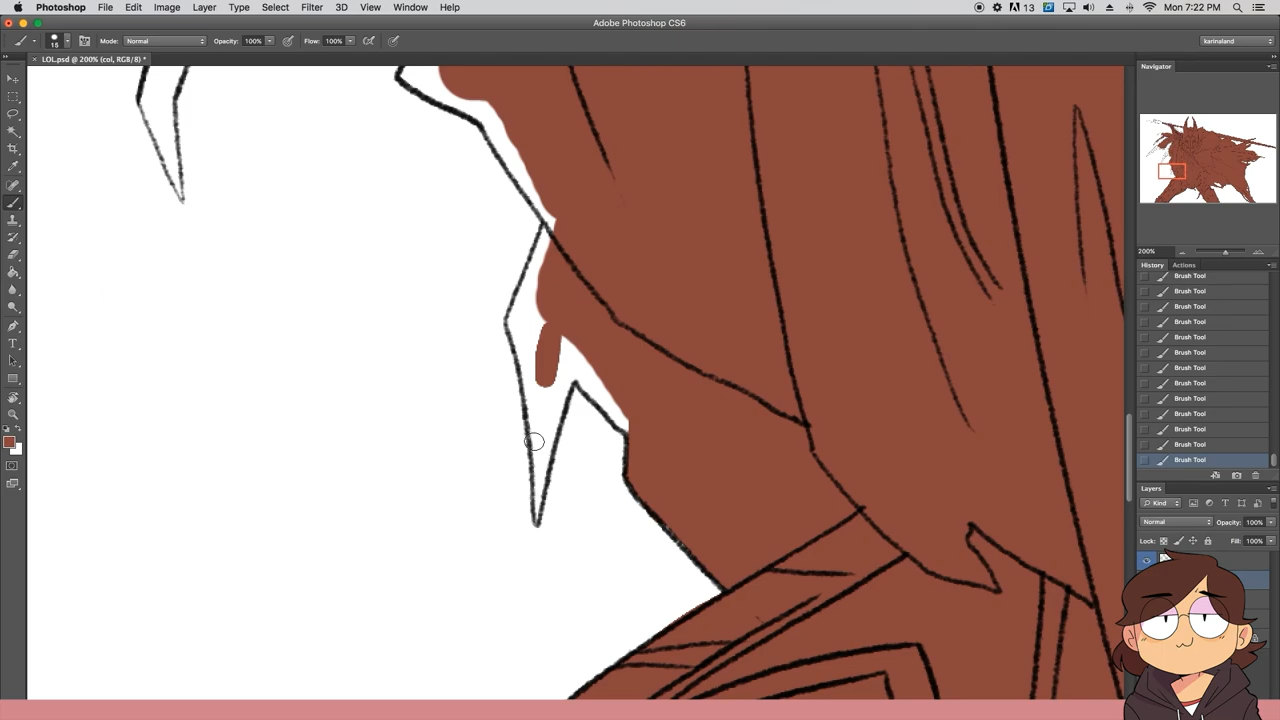 Photoshop File Edit Image Layer Type Select Filter 3D View Window Help 13 Mon 7:22 PM
Adobe Photoshop CS6
15 Mode: Normal Opacity: 100% Flow: 100% karinaland
LOL.psd @ 200% (col, RGB/8) *
Navigator
200%
History Actions
Brush Tool
Brush Tool
Brush Tool
Brush Tool
Brush Tool
Brush Tool
Brush Tool
Brush Tool
Brush Tool
Brush Tool
Brush Tool
Brush Tool
Brush Tool
Layers
Kind
Normal Opacity: 100%
Lock: Fill: 100%